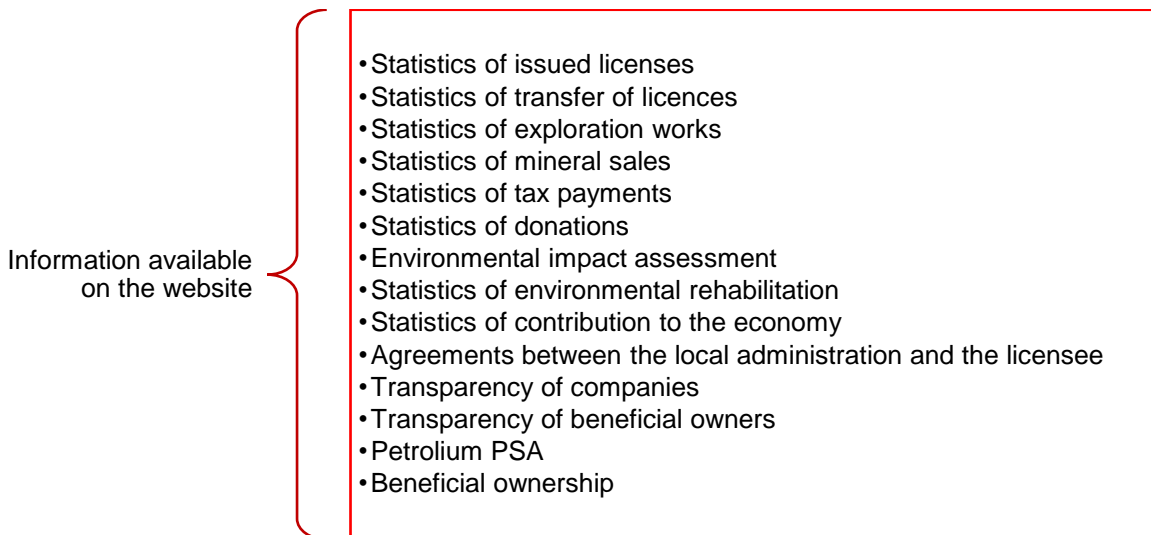 Information available
on the website
•Statistics of issued licenses
•Statistics of transfer of licences
•Statistics of exploration works
•Statistics of mineral sales
•Statistics of tax payments
•Statistics of donations
•Environmental impact assessment
•Statistics of environmental rehabilitation
•Statistics of contribution to the economy
•Agreements between the local administration and the licensee
•Transparency of companies
•Transparency of beneficial owners
•Petrolium PSA
•Beneficial ownership